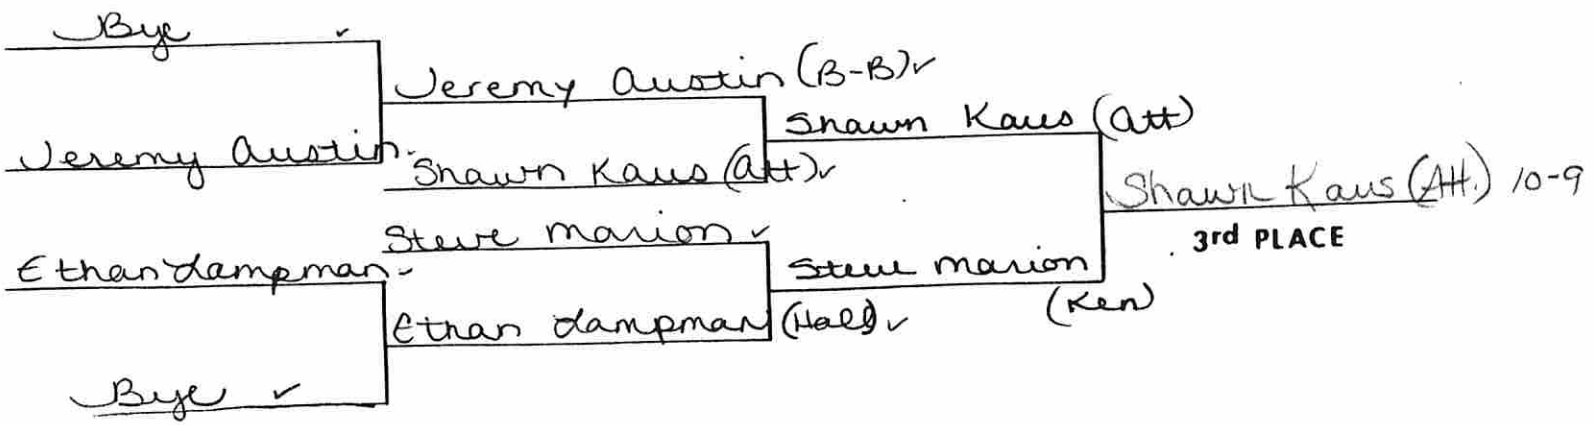 Bye
Jeremy Austin (B-B)
Shawn Kaus (Att)
Jeremy Austin
Shawn Kaus (Att)
Shawn Kaus (Att.) 10-9
3rd PLACE
Steve Marion
Ethan Lampman
Steve Marion
(Ken)
Ethan Lampman (Hall)
Bye